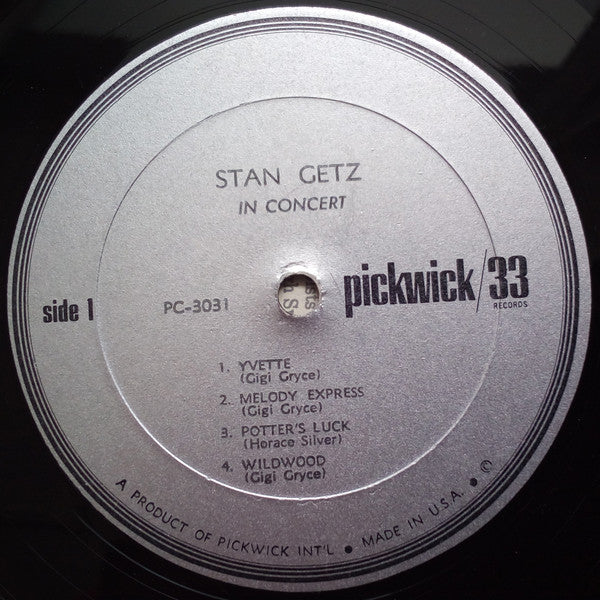 STAN GETZ
IN CONCERT
side 1
PC-3031
pickwick/33
RECORDS
1. YVETTE
(Gigi Gryce)
2. MELODY EXPRESS
(Gigi Gryce)
3. POTTER'S LUCK
(Horace Silver)
4. WILDWOOD
(Gigi Gryce)
A PRODUCT OF PICKWICK INT'L • MADE IN U.S.A. • ©